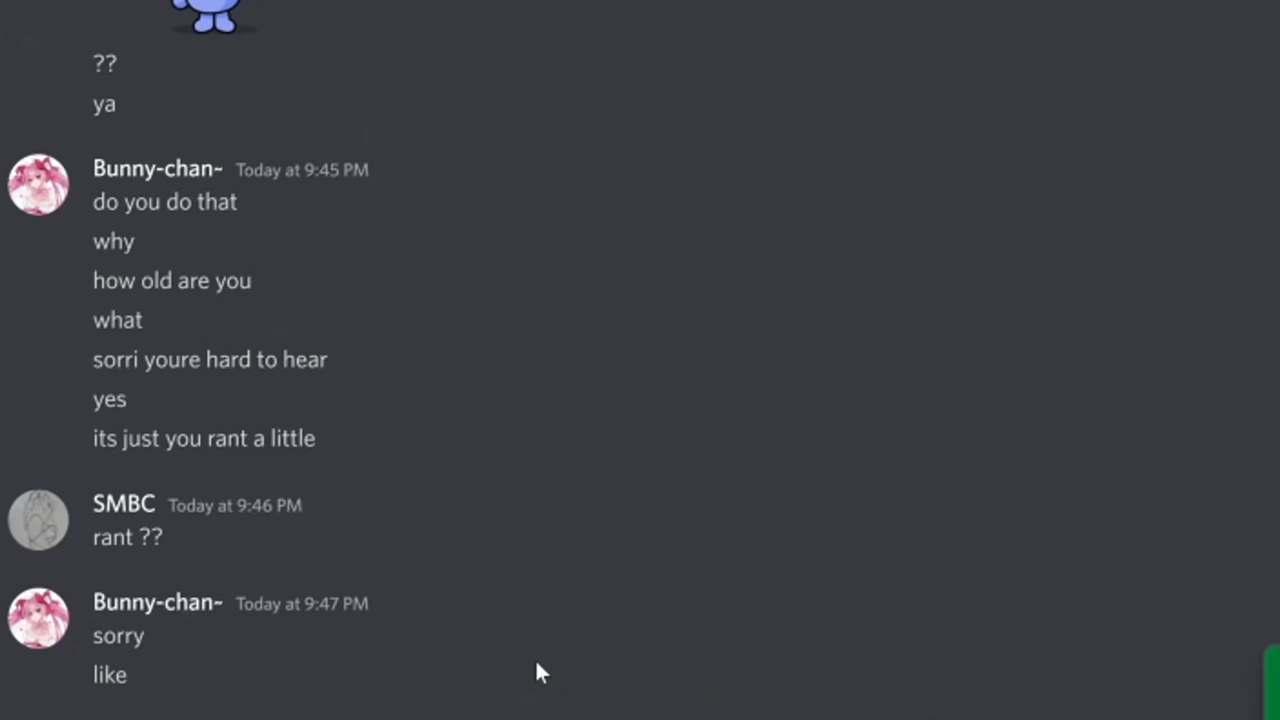 ??
ya
Bunny-chan~ Today at 9:45 PM
do you do that
why
how old are you
what
sorri youre hard to hear
yes
its just you rant a little
SMBC Today at 9:46 PM
rant ??
Bunny-chan~ Today at 9:47 PM
sorry
like